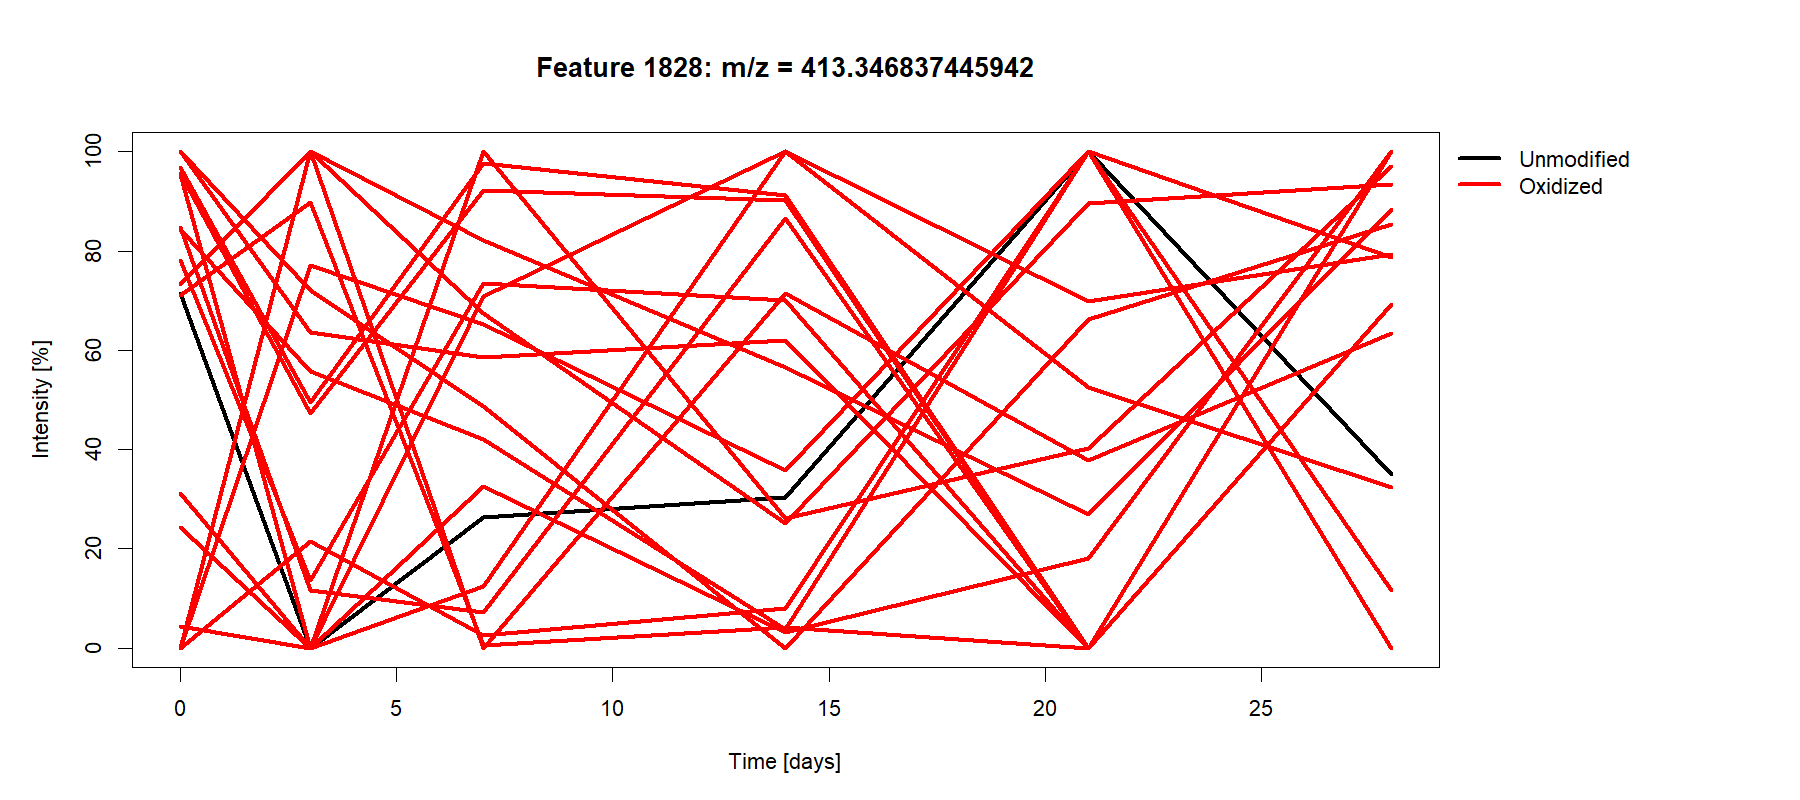 Feature 1828: m/z = 413.346837445942
Unmodified
Oxidized
Intensity [%]
100
80
60
40
20
0
0 5 10 15 20 25
Time [days]